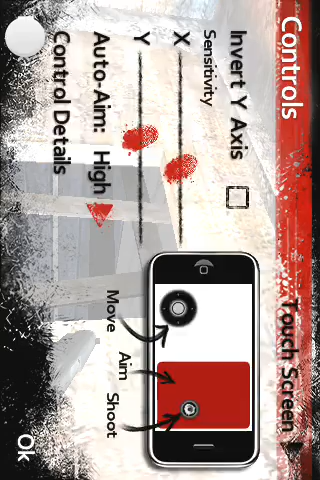 Controls
Touch Screen
Invert Y Axis
Sensitivity
X
Y
Auto-Aim: High
Control Details
Move
Aim
Shoot
Ok